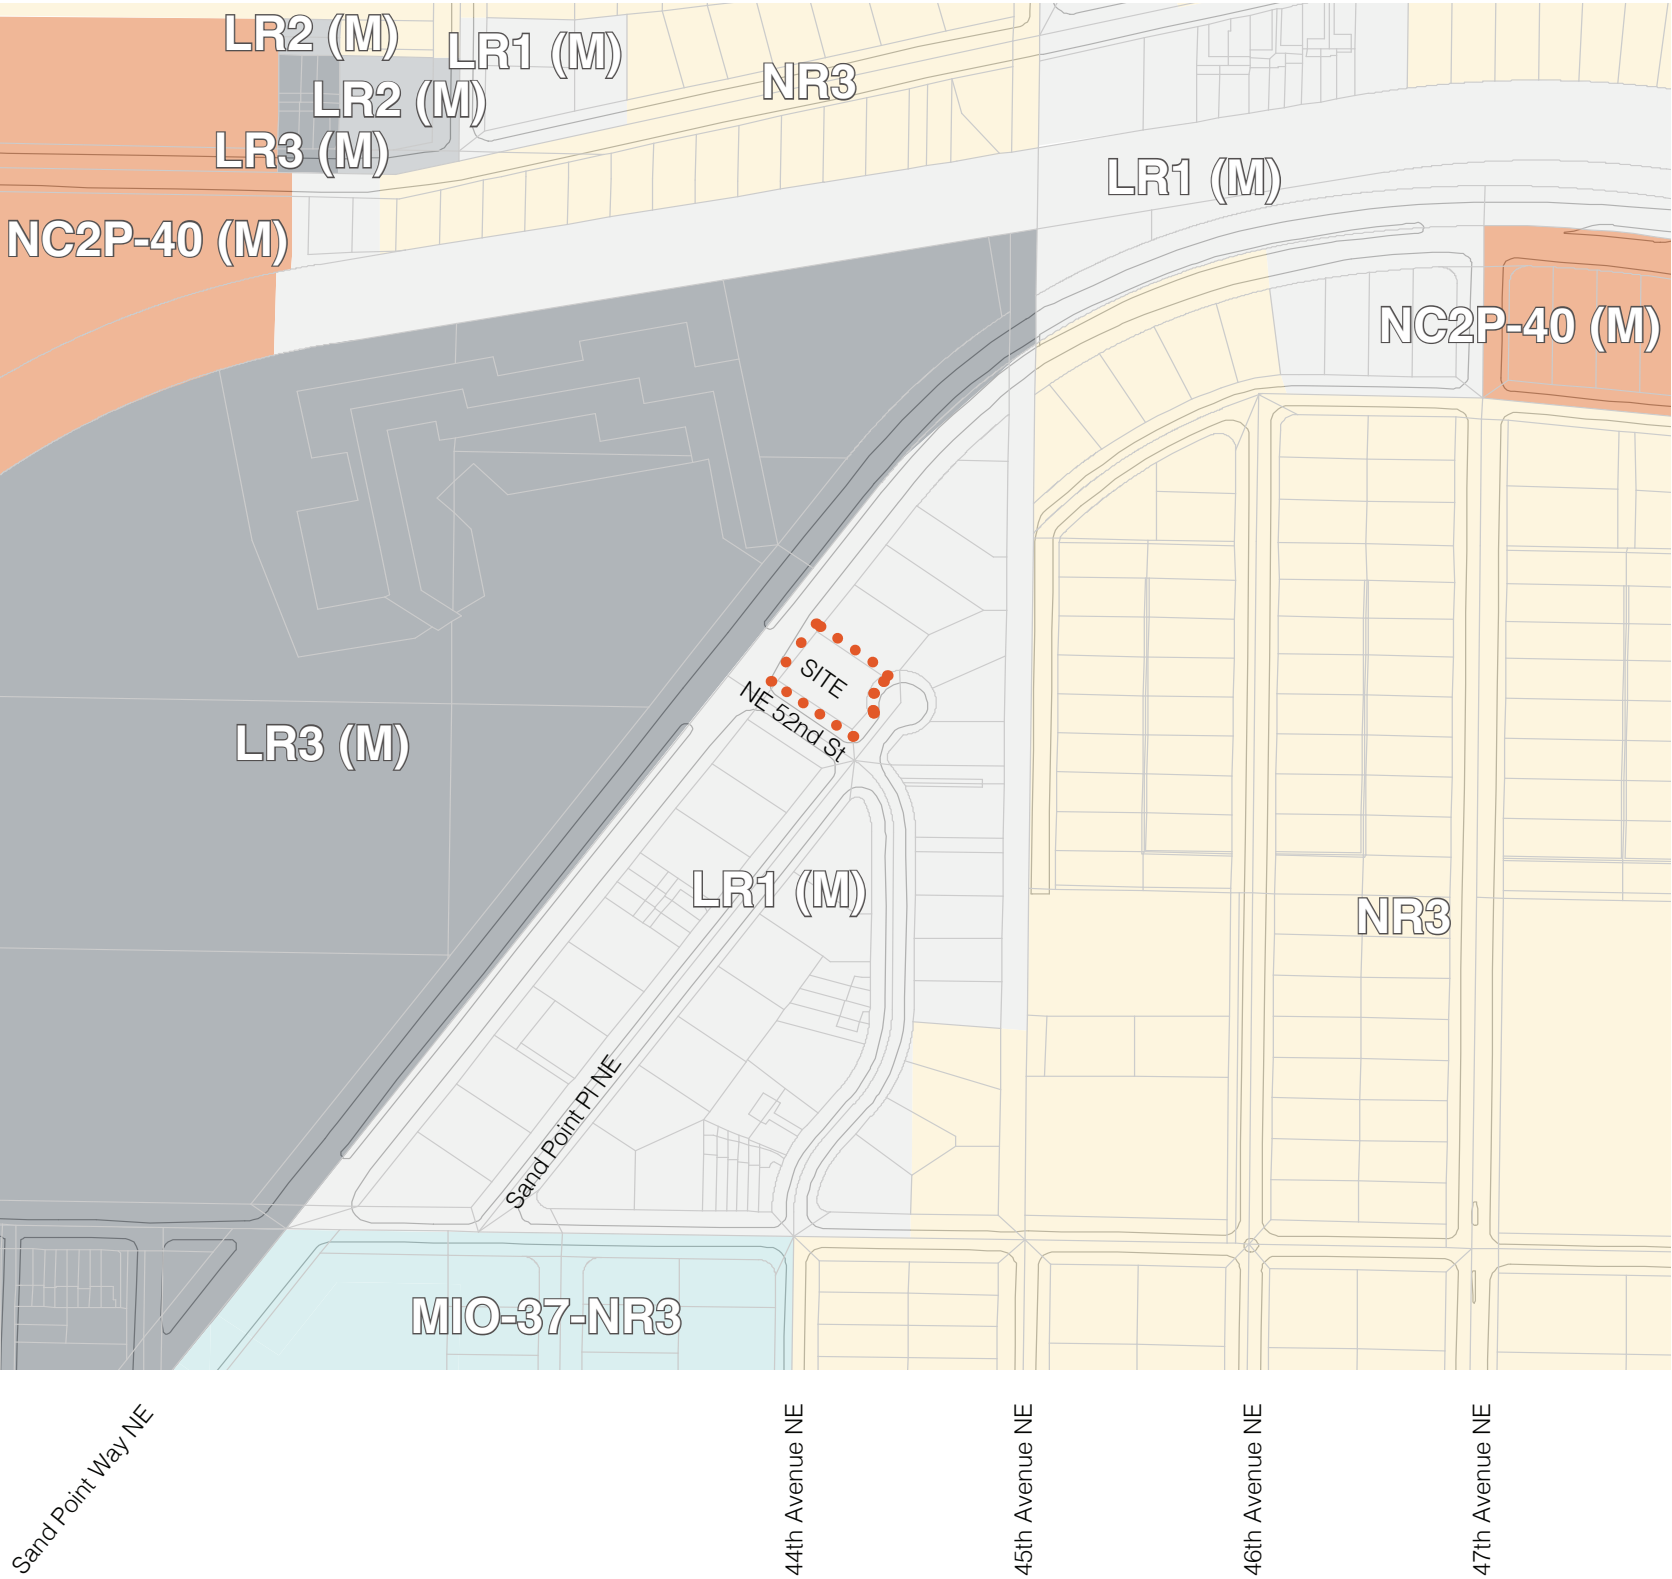 LR2 (M)
LR1 (M)
NR3
LR2 (M)
LR3 (M)
LR1 (M)
NC2P-40 (M)
NC2P-40 (M)
SITE
NE 52nd St
LR3 (M)
LR1 (M)
NR3
Sand Point Pl NE
MIO-37-NR3
Sand Point Way NE
44th Avenue NE
45th Avenue NE
46th Avenue NE
47th Avenue NE